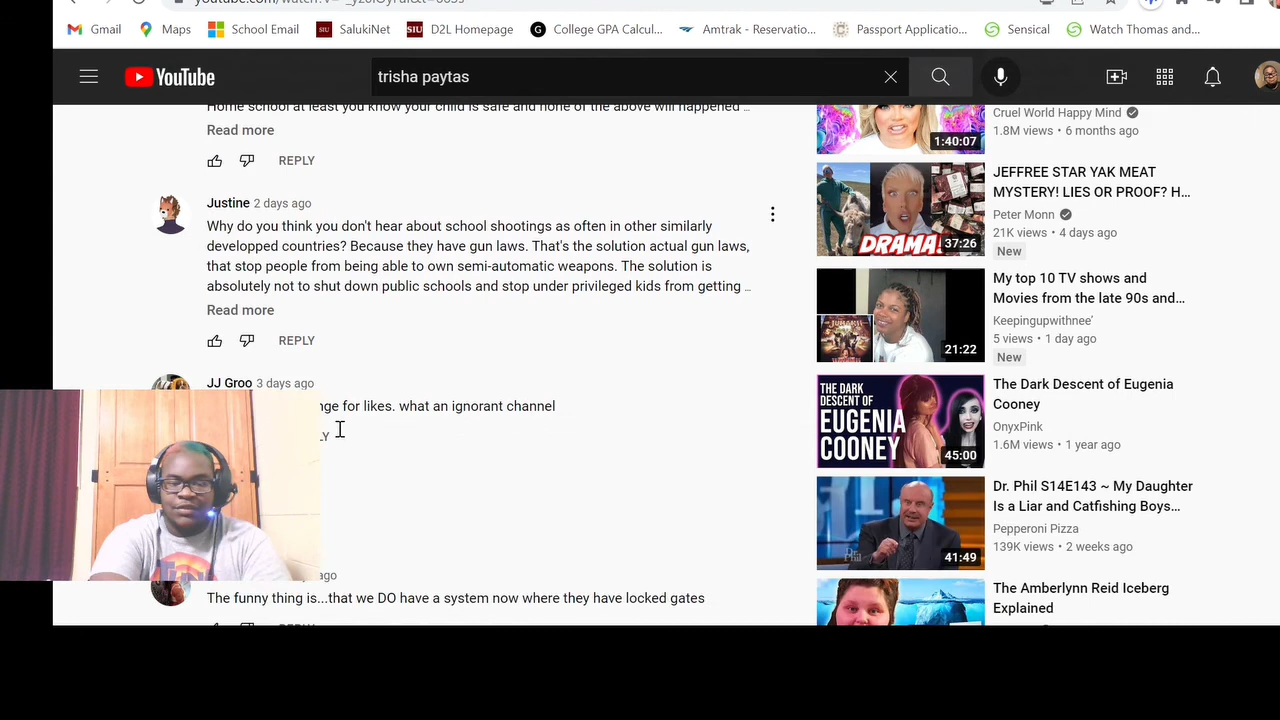 Gmail
Maps
School Email
SIU SalukiNet
SIU D2L Homepage
College GPA Calcul...
Amtrak - Reservatio...
Passport Applicatio...
Sensical
Watch Thomas and...
YouTube
trisha paytas
Home school at least you know your child is safe and none of the above will happened ...
Read more
REPLY
Justine 2 days ago
Why do you think you don't hear about school shootings as often in other similarly
developped countries? Because they have gun laws. That's the solution actual gun laws,
that stop people from being able to own semi-automatic weapons. The solution is
absolutely not to shut down public schools and stop under privileged kids from getting ...
Read more
REPLY
JJ Groo 3 days ago
for likes. what an ignorant channel
ago
The funny thing is...that we DO have a system now where they have locked gates
REPLY
1:40:07
Cruel World Happy Mind
1.8M views • 6 months ago
DRAMA!
37:26
JEFFREE STAR YAK MEAT
MYSTERY! LIES OR PROOF? H...
Peter Monn
21K views • 4 days ago
New
21:22
My top 10 TV shows and
Movies from the late 90s and...
Keepingupwithnee'
5 views • 1 day ago
New
THE DARK
DESCENT OF
EUGENIA
COONEY
45:00
The Dark Descent of Eugenia
Cooney
OnyxPink
1.6M views • 1 year ago
41:49
Dr. Phil S14E143 ~ My Daughter
Is a Liar and Catfishing Boys...
Pepperoni Pizza
139K views • 2 weeks ago
The Amberlynn Reid Iceberg
Explained